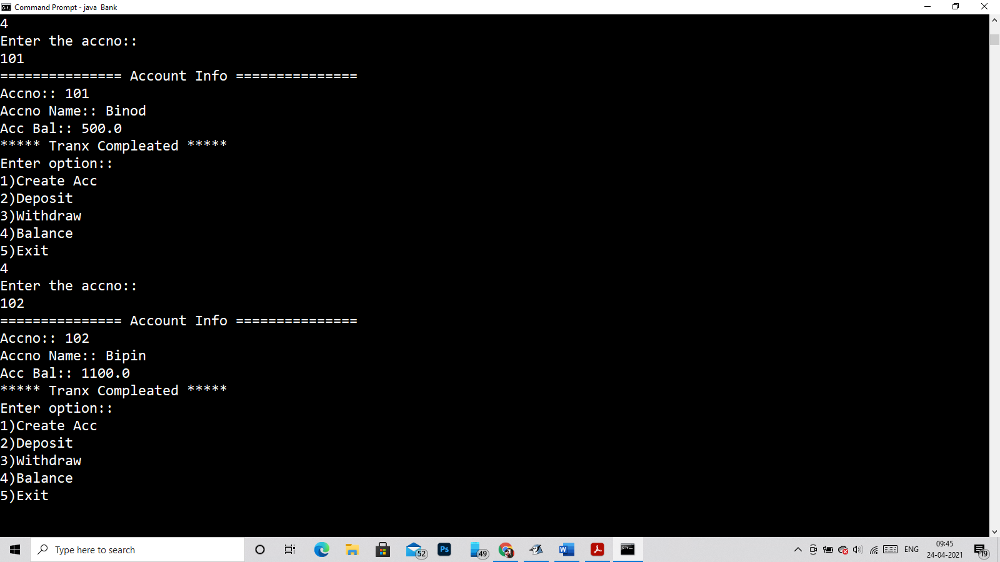 Command Prompt - java  Bank
4
Enter the accno::
101
=============== Account Info ===============
Accno:: 101
Accno Name:: Binod
Acc Bal:: 500.0
***** Tranx Compleated *****
Enter option::
1)Create Acc
2)Deposit
3)Withdraw
4)Balance
5)Exit
4
Enter the accno::
102
=============== Account Info ===============
Accno:: 102
Accno Name:: Bipin
Acc Bal:: 1100.0
***** Tranx Compleated *****
Enter option::
1)Create Acc
2)Deposit
3)Withdraw
4)Balance
5)Exit
Type here to search
52
Ps
49
W
ENG
09:45
24-04-2021
19